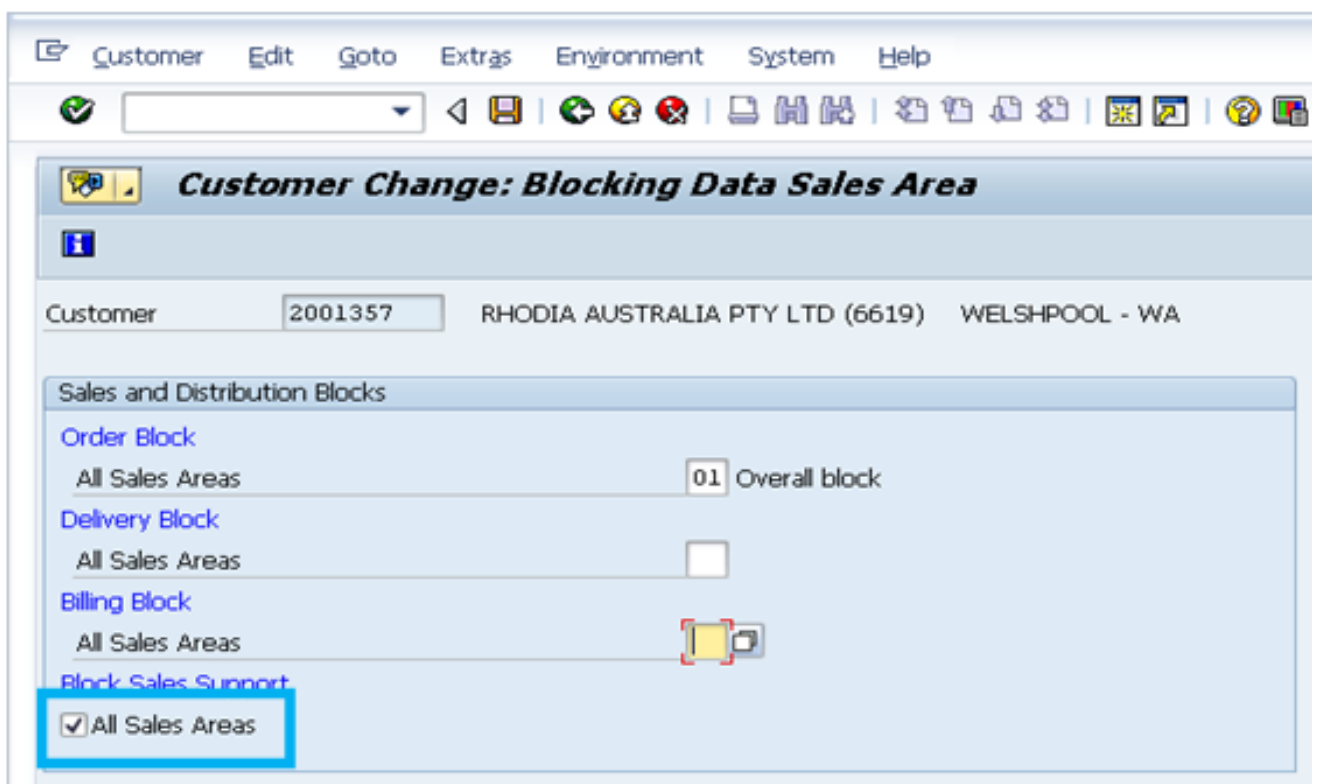 Customer Edit Goto Extras Environment System Help
Customer Change: Blocking Data Sales Area
Customer 2001357 RHODIA AUSTRALIA PTY LTD (6619) WELSHPOOL - WA
Sales and Distribution Blocks
Order Block
All Sales Areas 01 Overall block
Delivery Block
All Sales Areas
Billing Block
All Sales Areas
Block Sales Support
All Sales Areas